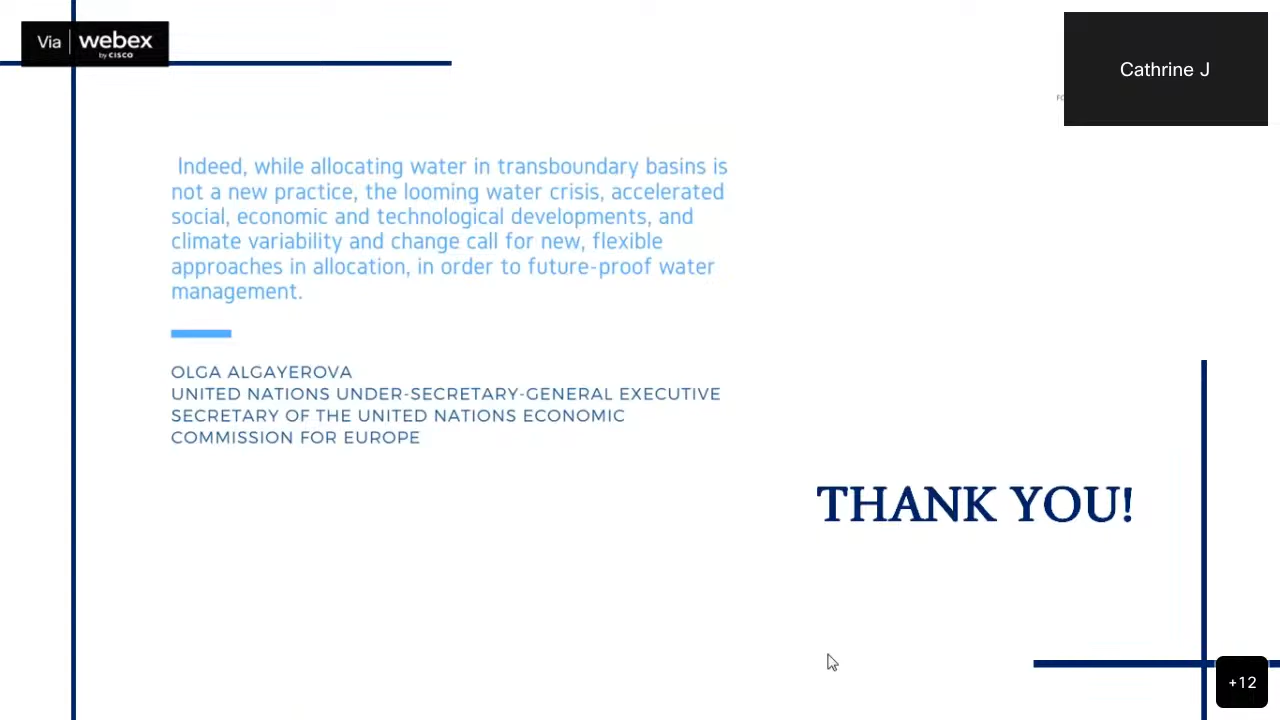 Via webex
by CISCO
Cathrine J
Indeed, while allocating water in transboundary basins is
not a new practice, the looming water crisis, accelerated
social, economic and technological developments, and
climate variability and change call for new, flexible
approaches in allocation, in order to future-proof water
management.
OLGA ALGAYEROVA
UNITED NATIONS UNDER-SECRETARY-GENERAL EXECUTIVE
SECRETARY OF THE UNITED NATIONS ECONOMIC
COMMISSION FOR EUROPE
THANK YOU!
+12